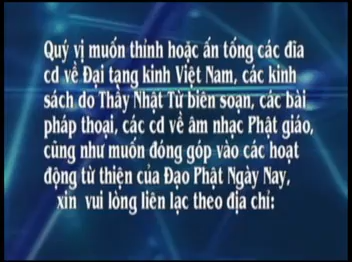 Quý vị muốn thỉnh hoặc ấn tống các đĩa
cd về Đại tạng kinh Việt Nam, các kinh
sách do Thầy Nhật Từ biên soạn, các bài
pháp thoại, các cd về âm nhạc Phật giáo,
cũng như muốn đóng góp vào các hoạt
động từ thiện của Đạo Phật Ngày Nay,
xin vui lòng liên lạc theo địa chỉ: